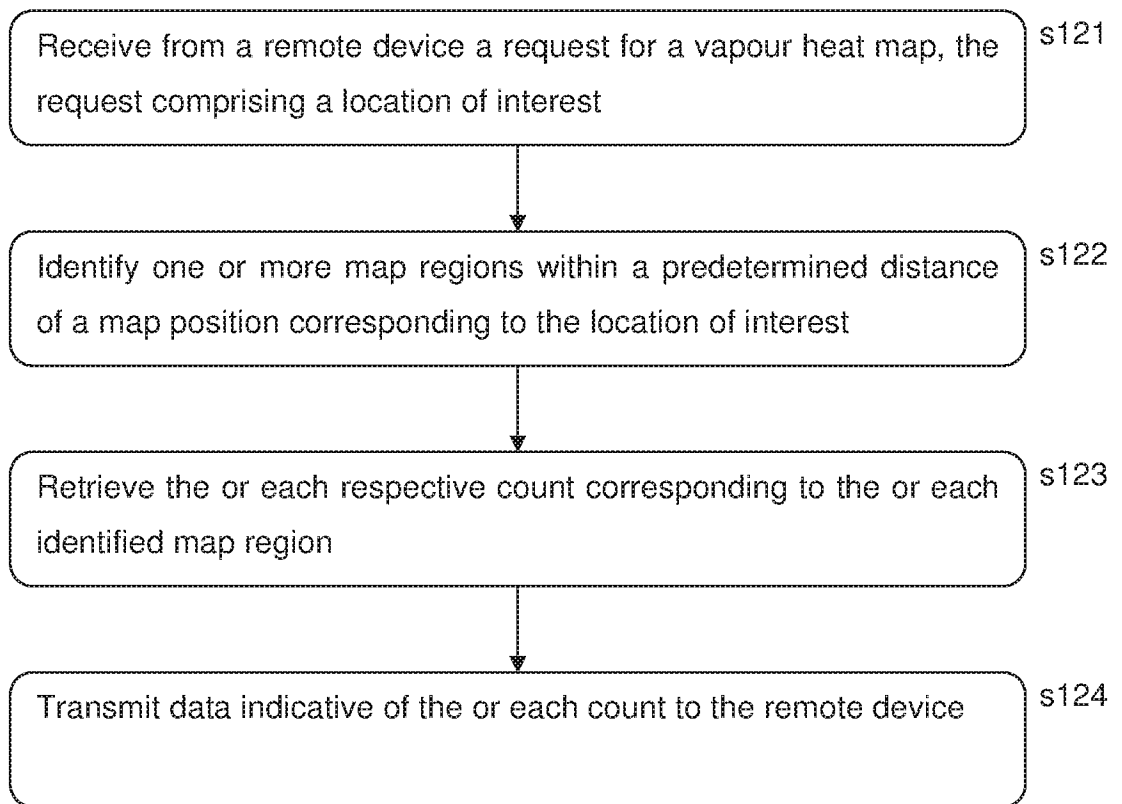 Receive from a remote device a request for a vapour heat map, the
request comprising a location of interest
s121
Identify one or more map regions within a predetermined distance
of a map position corresponding to the location of interest
s122
Retrieve the or each respective count corresponding to the or each
identified map region
s123
Transmit data indicative of the or each count to the remote device
s124